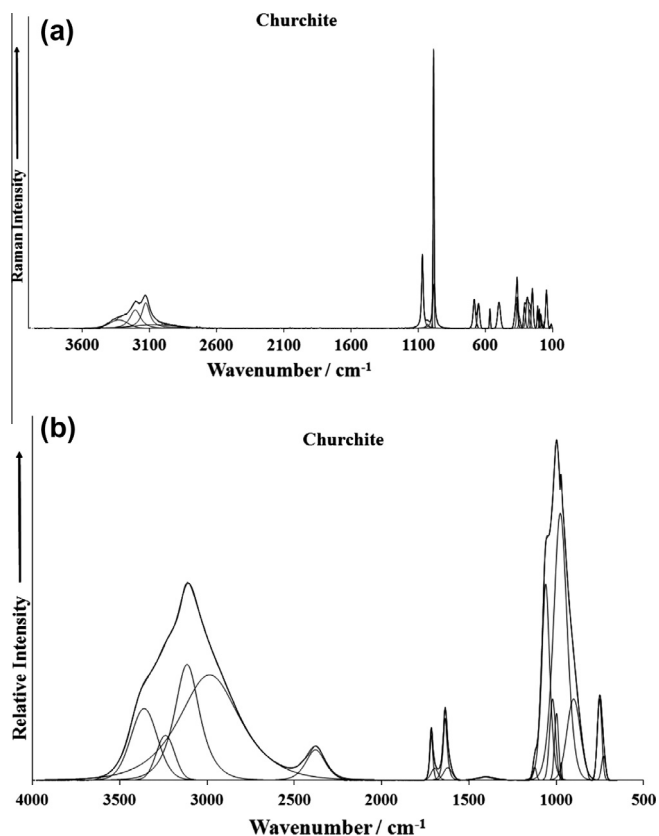 (a)
Churchite
Raman Intensity
3600 3100 2600 2100 1600 1100 600 100
Wavenumber / cm-1
(b)
Churchite
Relative Intensity
4000 3500 3000 2500 2000 1500 1000 500
Wavenumber / cm-1